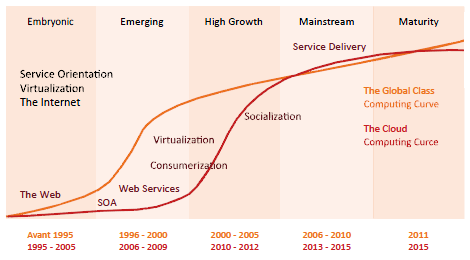 Embryonic Emerging High Growth Mainstream Maturity
Service Delivery
Service Orientation
Virtualization
The Internet
The Global Class
Computing Curve
Socialization
The Cloud
Computing Curce
Virtualization
Consumerization
Web Services
The Web
SOA
Avant 1995 1996 - 2000 2000 - 2005 2006 - 2010 2011
1995 - 2005 2006 - 2009 2010 - 2012 2013 - 2015 2015